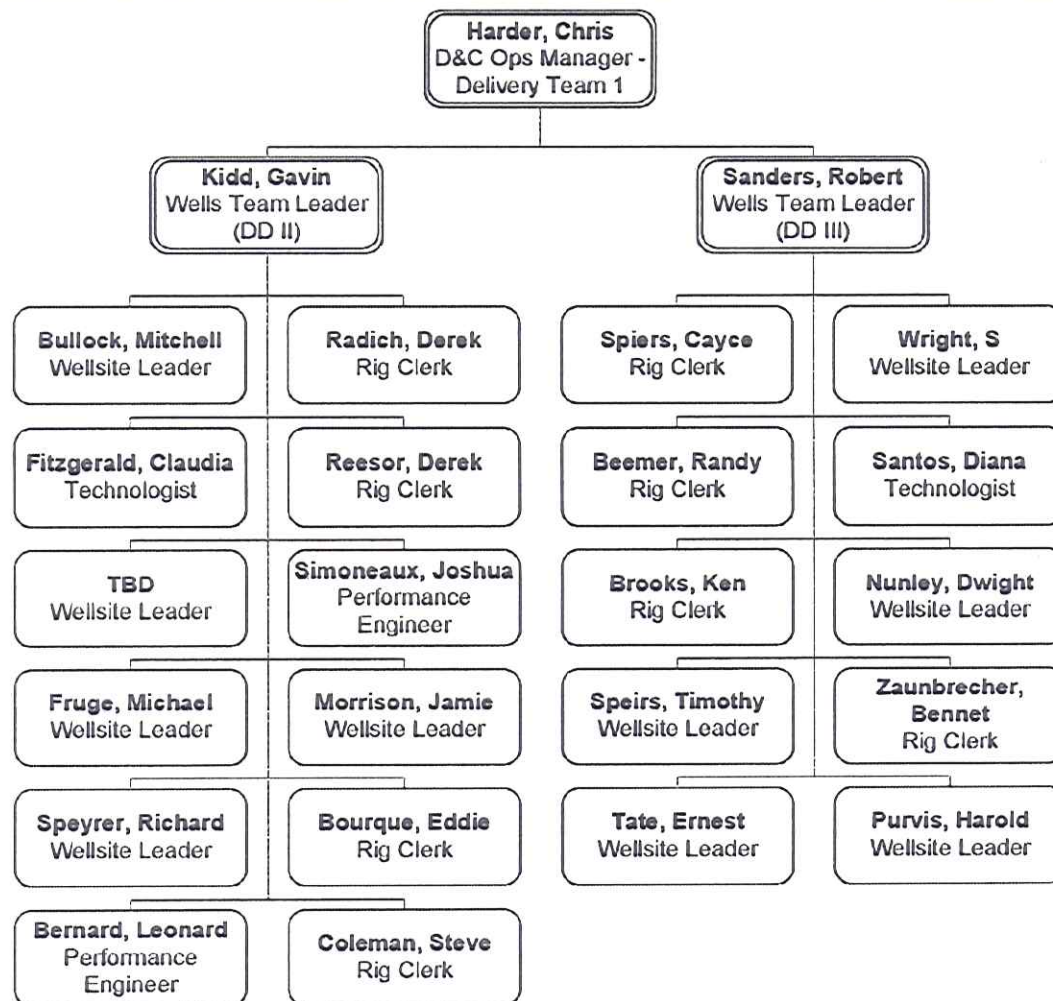 Harder, Chris
D&C Ops Manager -
Delivery Team 1
Kidd, Gavin
Wells Team Leader
(DD II)
Sanders, Robert
Wells Team Leader
(DD III)
Bullock, Mitchell
Wellsite Leader
Radich, Derek
Rig Clerk
Spiers, Cayce
Rig Clerk
Wright, S
Wellsite Leader
Fitzgerald, Claudia
Technologist
Reesor, Derek
Rig Clerk
Beemer, Randy
Rig Clerk
Santos, Diana
Technologist
TBD
Wellsite Leader
Simoneaux, Joshua
Performance
Engineer
Brooks, Ken
Rig Clerk
Nunley, Dwight
Wellsite Leader
Fruge, Michael
Wellsite Leader
Morrison, Jamie
Wellsite Leader
Speirs, Timothy
Wellsite Leader
Zaunbrecher,
Bennet
Rig Clerk
Speyrer, Richard
Wellsite Leader
Bourque, Eddie
Rig Clerk
Tate, Ernest
Wellsite Leader
Purvis, Harold
Wellsite Leader
Bernard, Leonard
Performance
Engineer
Coleman, Steve
Rig Clerk